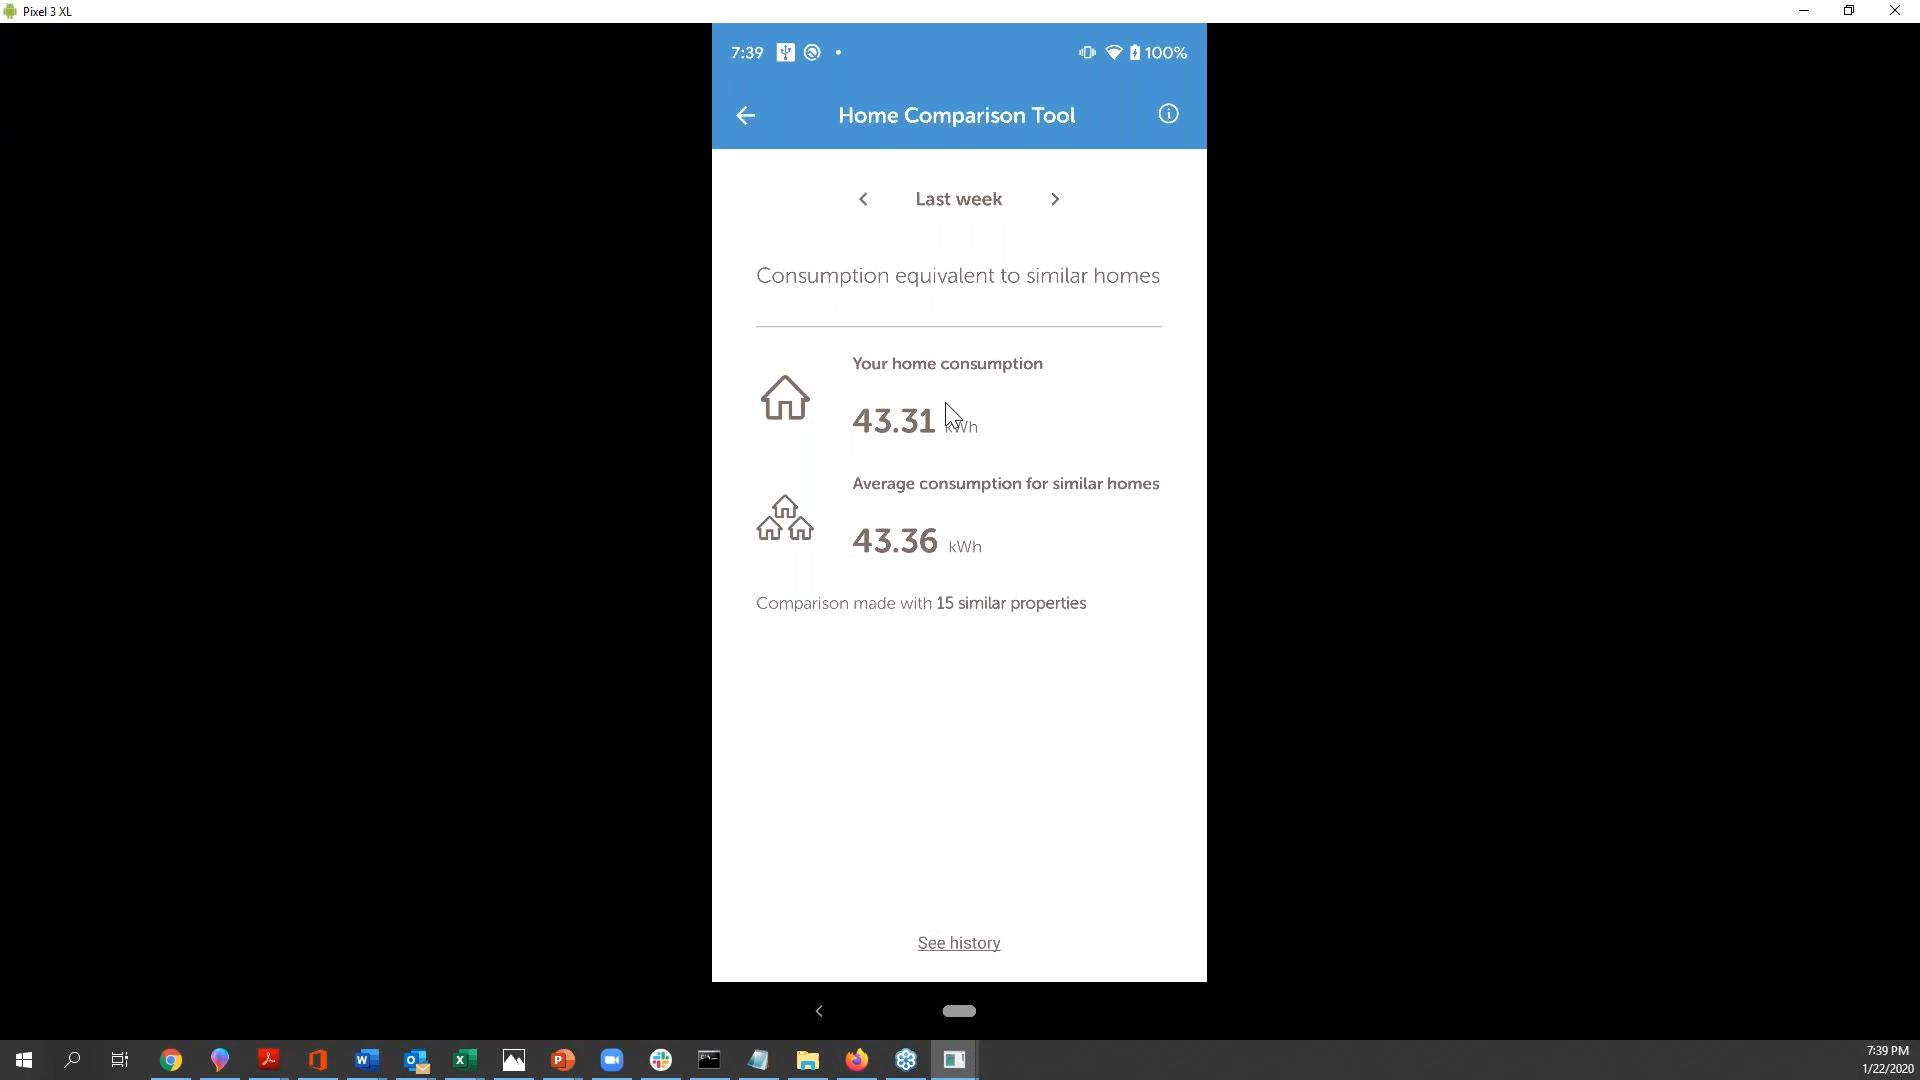 Pixel 3 XL
7:39
100%
Home Comparison Tool
Last week
Consumption equivalent to similar homes
Your home consumption
43.31 kWh
Average consumption for similar homes
43.36 kWh
Comparison made with 15 similar properties
See history
7:39 PM
1/22/2020